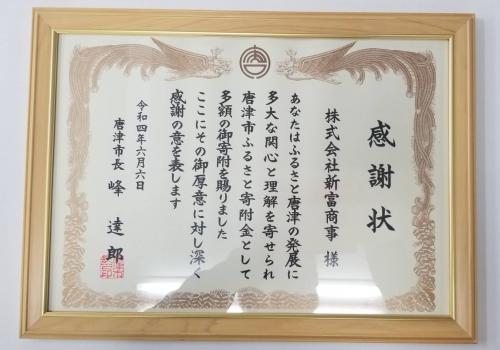 感謝状
株式会社新富商事 様
あなたはふるさと唐津の発展に
多大な関心と理解を寄せられ
唐津市ふるさと寄附金として
多額の御寄附を賜りました
ここにその御厚意に対し深く
感謝の意を表します
令和四年六月六日
唐津市長 峰 達郎